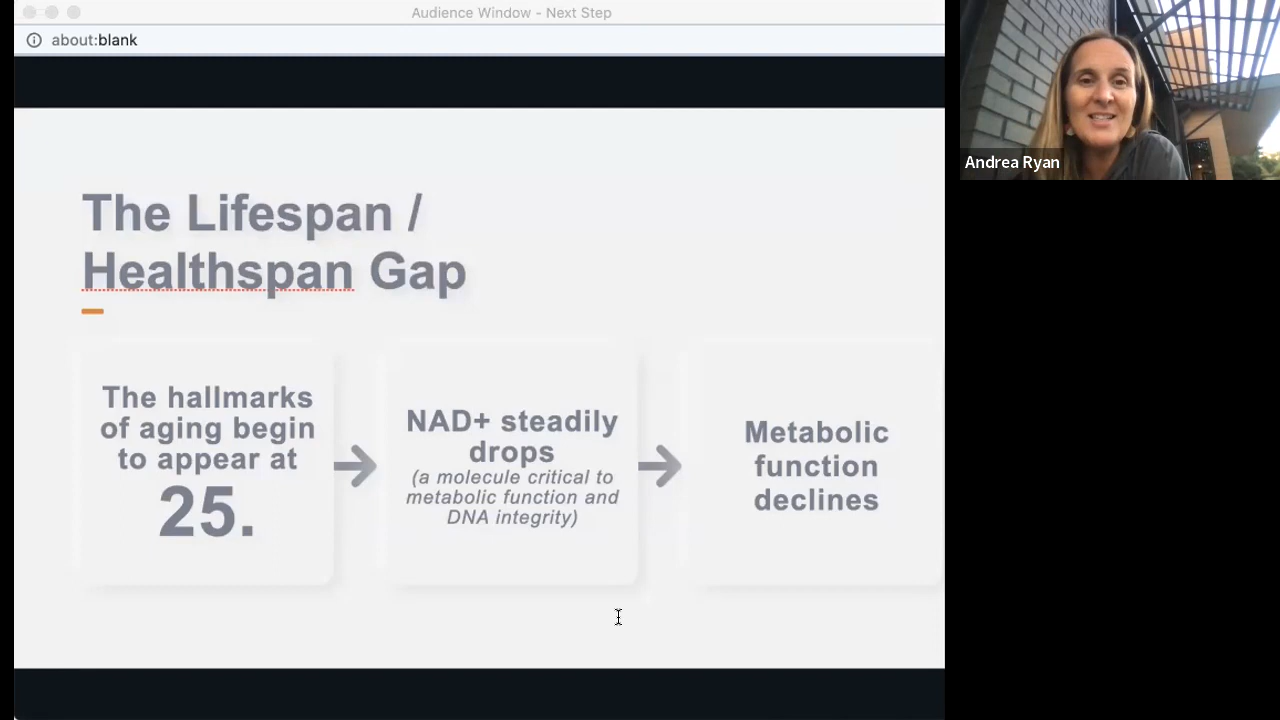 Audience Window - Next Step
about:blank
The Lifespan /
Healthspan Gap
The hallmarks
of aging begin
to appear at
25.
NAD+ steadily
drops
(a molecule critical to
metabolic function and
DNA integrity)
Metabolic
function
declines
Andrea Ryan